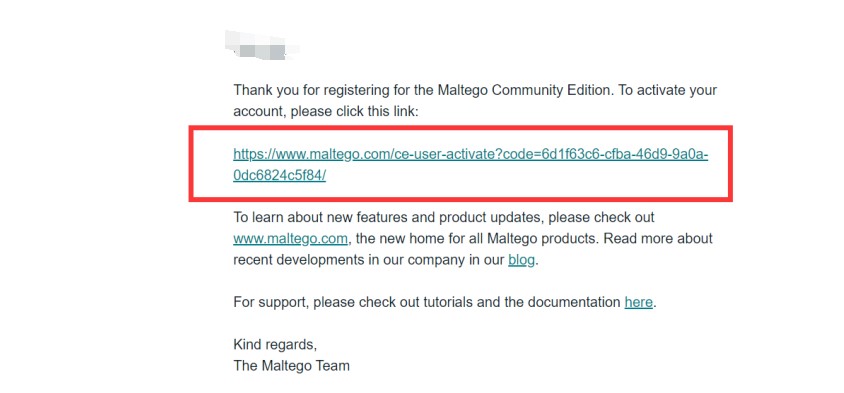 Thank you for registering for the Maltego Community Edition. To activate your
account, please click this link:
https://www.maltego.com/ce-user-activate?code=6d1f63c6-cfba-46d9-9a0a-
0dc6824c5f84/
To learn about new features and product updates, please check out
www.maltego.com, the new home for all Maltego products. Read more about
recent developments in our company in our blog.
For support, please check out tutorials and the documentation here.
Kind regards,
The Maltego Team